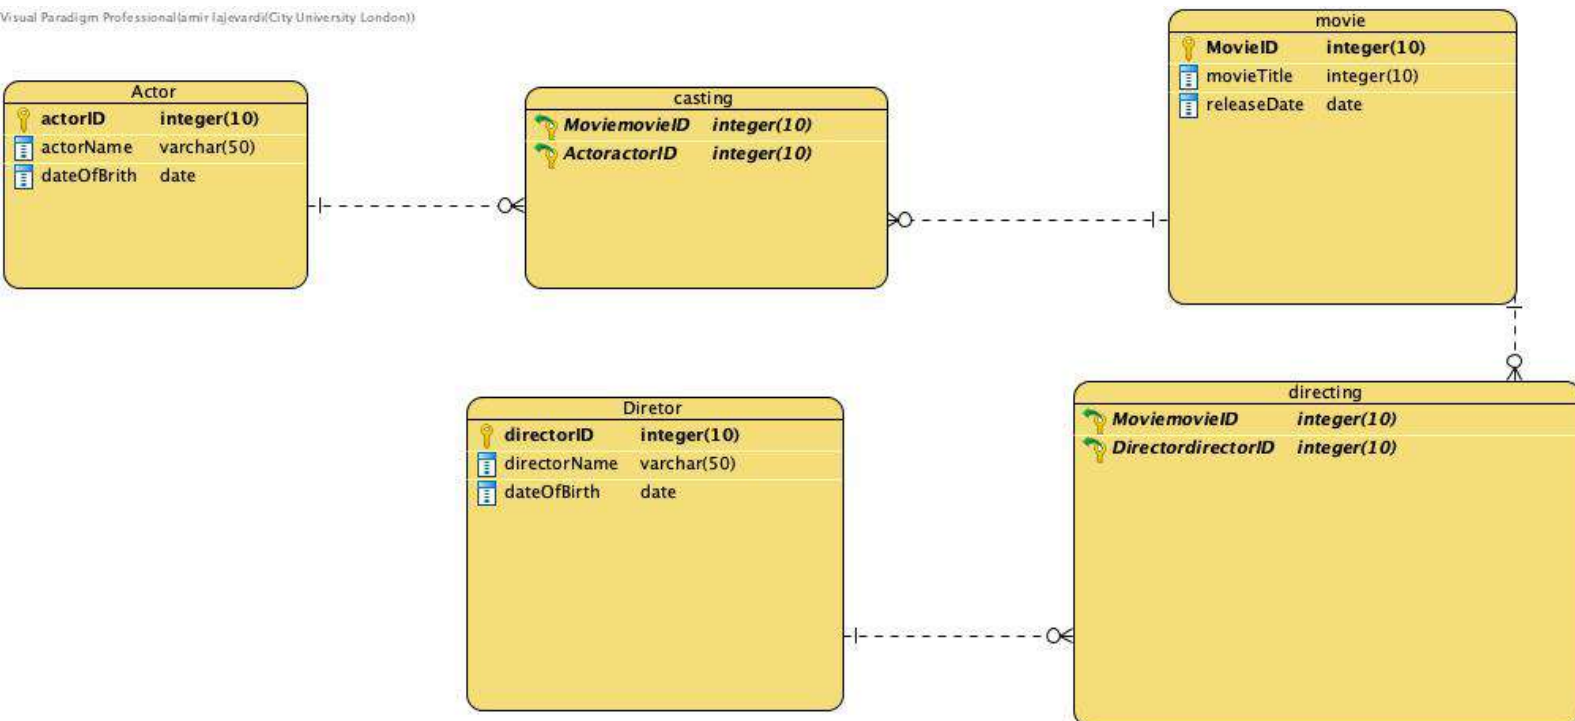 Visual Paradigm Professional(amir lajevardi(City University London))
Actor
actorID integer(10)
actorName varchar(50)
dateOfBrith date
casting
MoviemovieID integer(10)
ActoractorID integer(10)
movie
MovieID integer(10)
movieTitle integer(10)
releaseDate date
Diretor
directorID integer(10)
directorName varchar(50)
dateOfBirth date
directing
MoviemovieID integer(10)
DirectordirectorID integer(10)